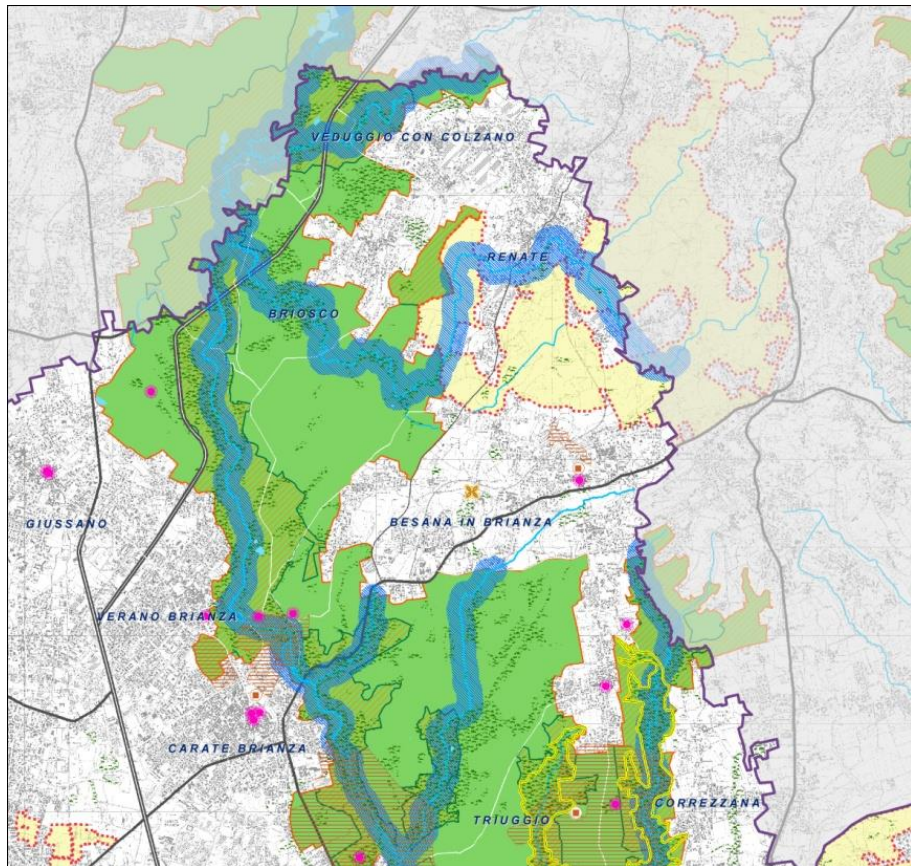 VEDUGGIO CON COLZANO
RENATE
BRIOSCO
GIUSSANO
BESANA IN BRIANZA
VERANO BRIANZA
CARATE BRIANZA
TRIUGGIO
CORREZZANA